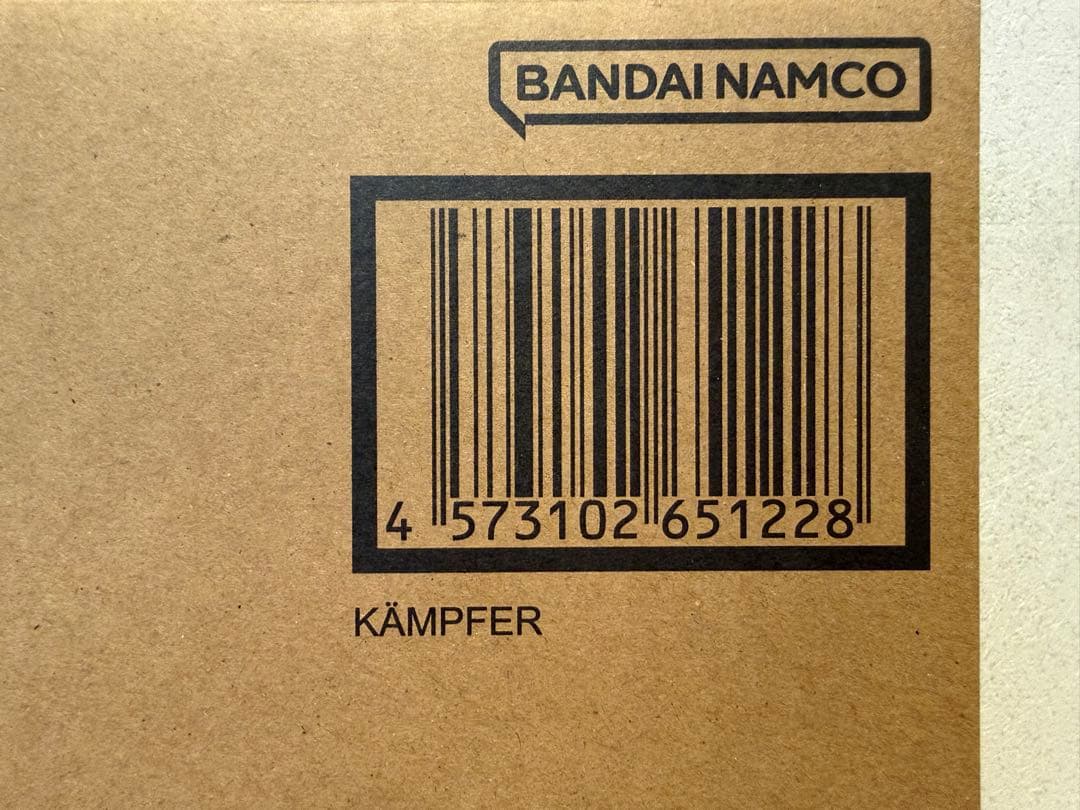 BANDAI NAMCO
4 573102 651228
KÄMPFER